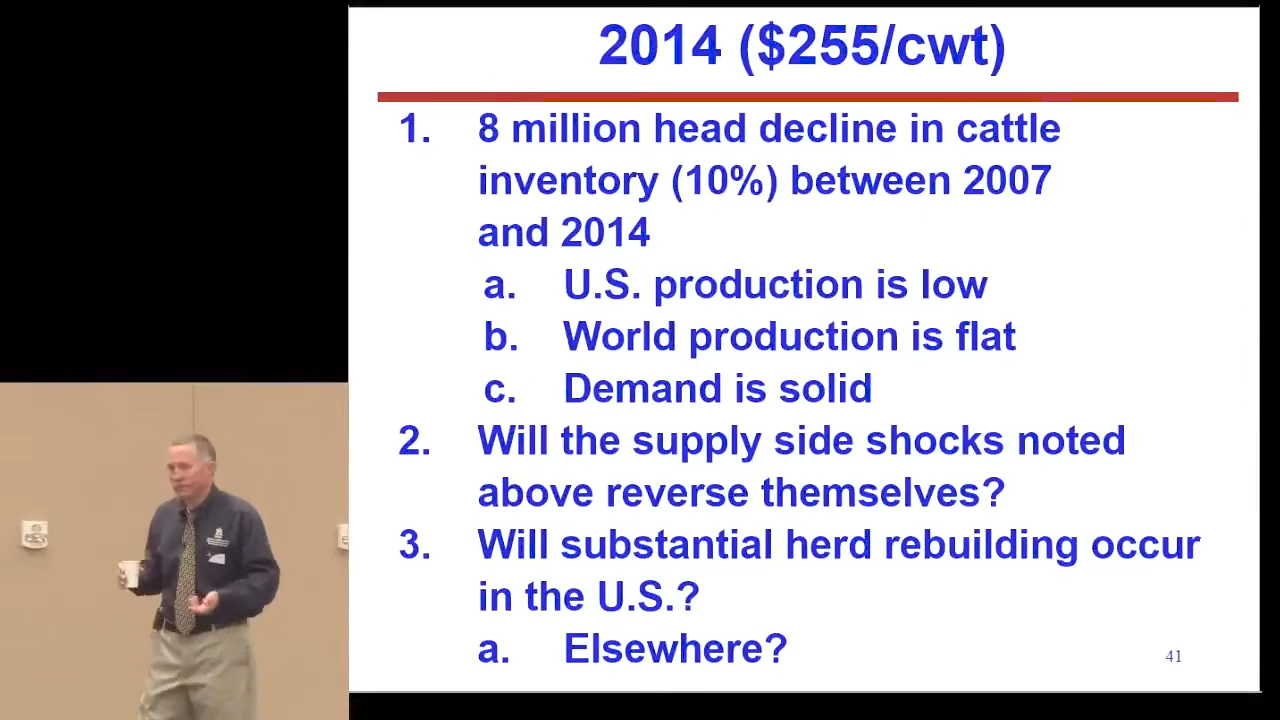 2014 ($255/cwt)
1. 8 million head decline in cattle
inventory (10%) between 2007
and 2014
a. U.S. production is low
b. World production is flat
c. Demand is solid
2. Will the supply side shocks noted
above reverse themselves?
3. Will substantial herd rebuilding occur
in the U.S.?
a. Elsewhere?
41